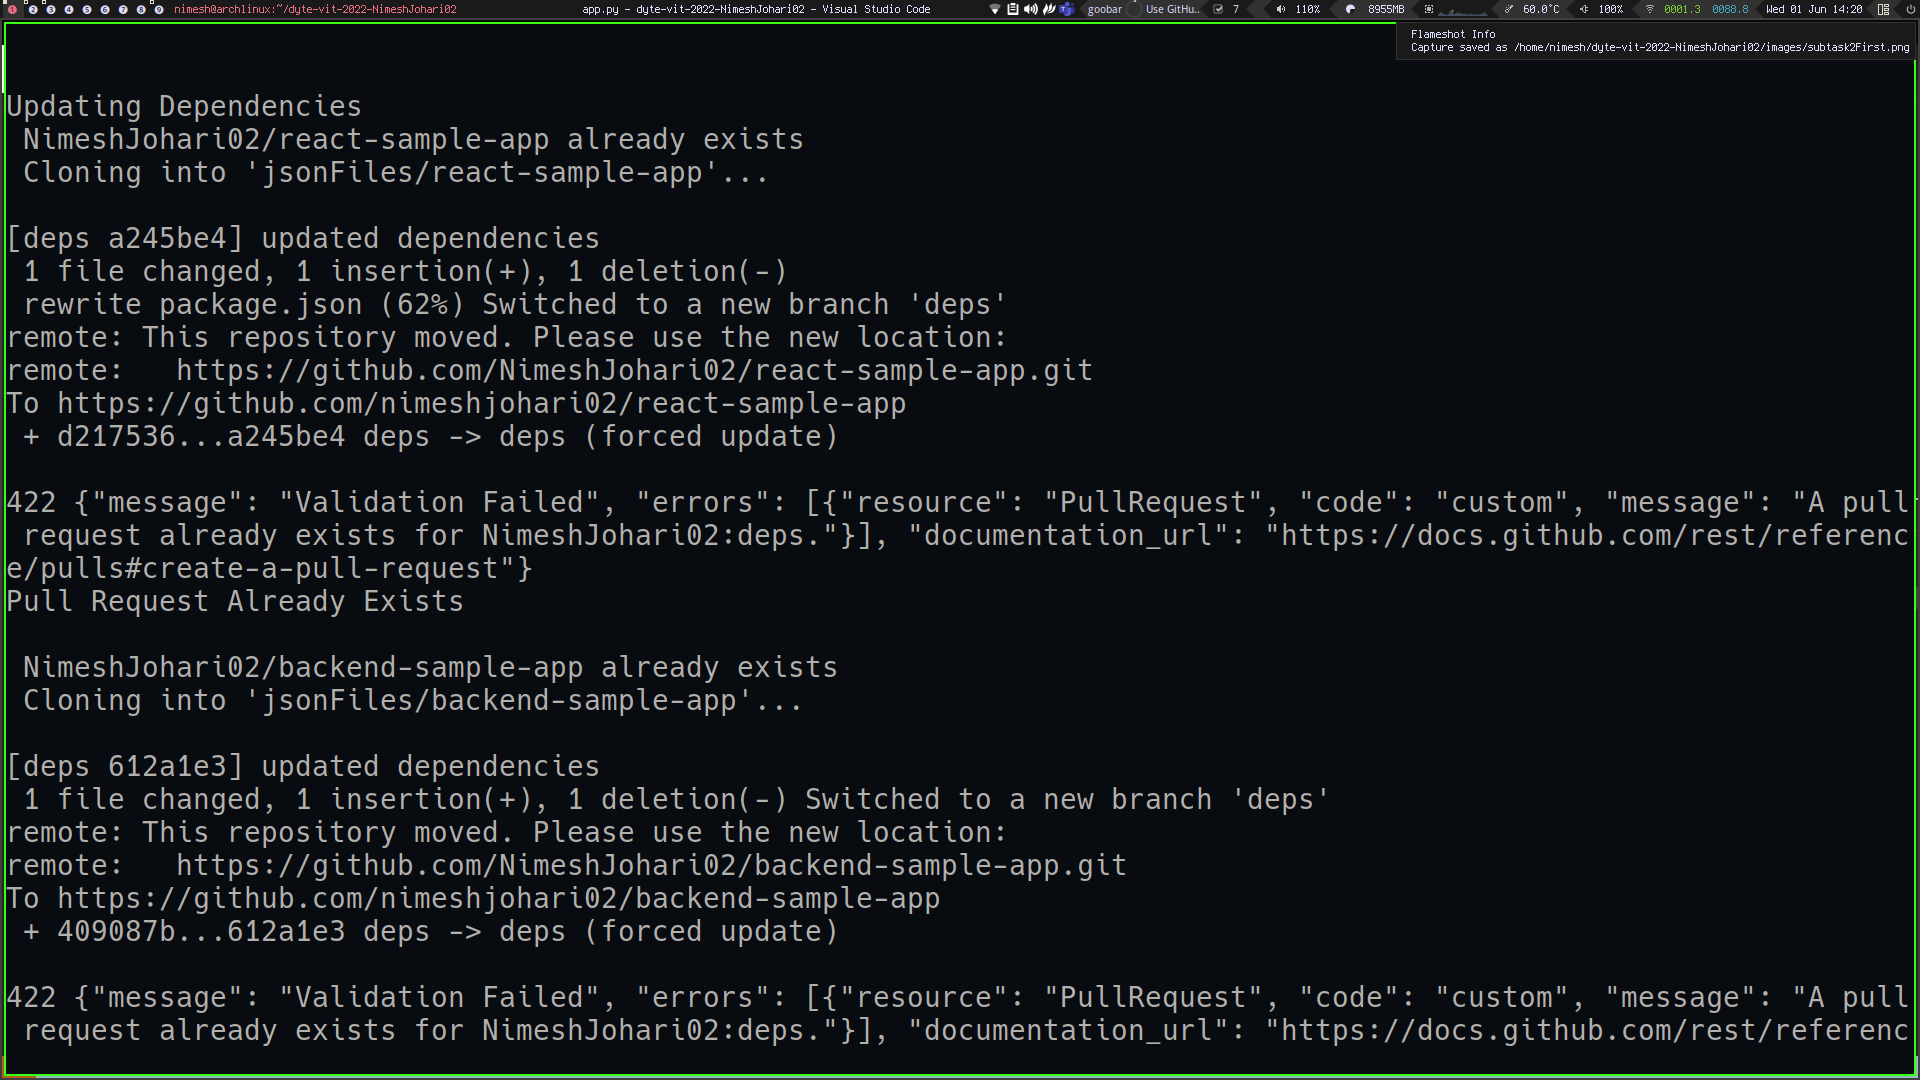 1 2 3 4 5 6 7 8 9 nimesh@archlinux:~/dyte-vit-2022-NimeshJohari02 app.py - dyte-vit-2022-NimeshJohari02 - Visual Studio Code goobar Use GitHu.. 7 110% 8955MB 60.0°C 100% 0001.3 0088.8 Wed 01 Jun 14:20
Flameshot Info
Capture saved as /home/nimesh/dyte-vit-2022-NimeshJohari02/images/subtask2First.png
Updating Dependencies
NimeshJohari02/react-sample-app already exists
Cloning into 'jsonFiles/react-sample-app'...
[deps a245be4] updated dependencies
1 file changed, 1 insertion(+), 1 deletion(-)
rewrite package.json (62%) Switched to a new branch 'deps'
remote: This repository moved. Please use the new location:
remote:   https://github.com/NimeshJohari02/react-sample-app.git
To https://github.com/nimeshjohari02/react-sample-app
+ d217536...a245be4 deps -> deps (forced update)
422 {"message": "Validation Failed", "errors": [{"resource": "PullRequest", "code": "custom", "message": "A pull
request already exists for NimeshJohari02:deps."}], "documentation_url": "https://docs.github.com/rest/referenc
e/pulls#create-a-pull-request"}
Pull Request Already Exists
NimeshJohari02/backend-sample-app already exists
Cloning into 'jsonFiles/backend-sample-app'...
[deps 612a1e3] updated dependencies
1 file changed, 1 insertion(+), 1 deletion(-) Switched to a new branch 'deps'
remote: This repository moved. Please use the new location:
remote:   https://github.com/NimeshJohari02/backend-sample-app.git
To https://github.com/nimeshjohari02/backend-sample-app
+ 409087b...612a1e3 deps -> deps (forced update)
422 {"message": "Validation Failed", "errors": [{"resource": "PullRequest", "code": "custom", "message": "A pull
request already exists for NimeshJohari02:deps."}], "documentation_url": "https://docs.github.com/rest/referenc